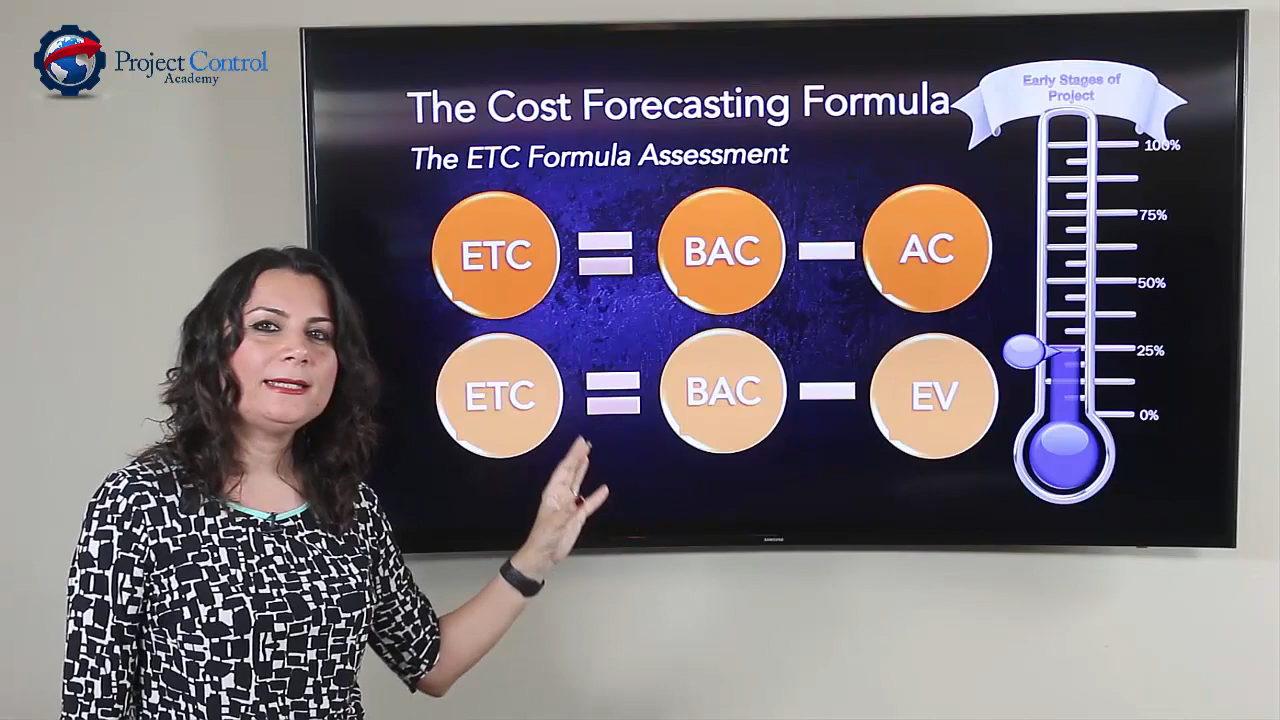 Project Control
Academy
The Cost Forecasting Formula
The ETC Formula Assessment
Early Stages of
Project
ETC = BAC – AC
ETC = BAC – EV
100%
75%
50%
25%
0%
SAMSUNG